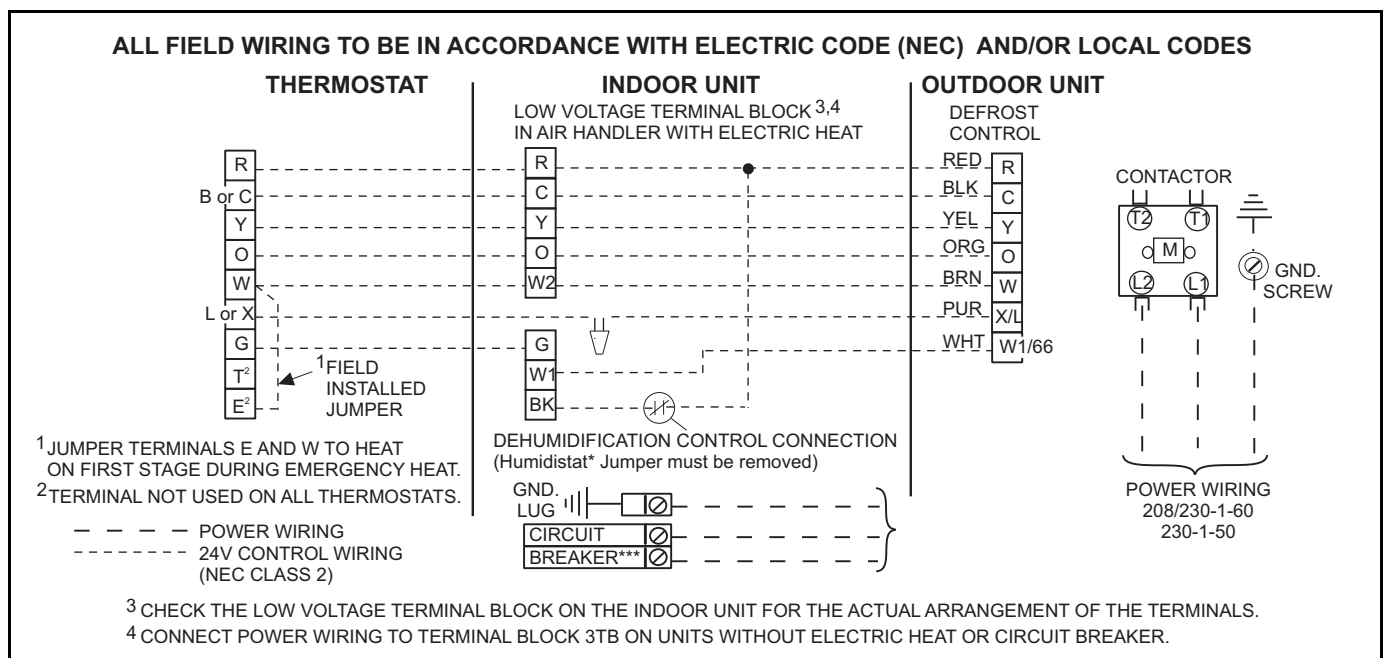 ALL FIELD WIRING TO BE IN ACCORDANCE WITH ELECTRIC CODE (NEC) AND/OR LOCAL CODES
THERMOSTAT
INDOOR UNIT
OUTDOOR UNIT
LOW VOLTAGE TERMINAL BLOCK 3,4
IN AIR HANDLER WITH ELECTRIC HEAT
DEFROST
CONTROL
R
B or C
Y
O
W
L or X
G
T²
E²
1 FIELD
INSTALLED
JUMPER
R
C
Y
O
W2
G
W1
BK
RED R
BLK C
YEL Y
ORG O
BRN W
PUR X/L
WHT W1/66
CONTACTOR
T2 T1
M
L2 L1
GND.
SCREW
DEHUMIDIFICATION CONTROL CONNECTION
(Humidistat* Jumper must be removed)
1 JUMPER TERMINALS E AND W TO HEAT
ON FIRST STAGE DURING EMERGENCY HEAT.
2 TERMINAL NOT USED ON ALL THERMOSTATS.
POWER WIRING
24V CONTROL WIRING
(NEC CLASS 2)
GND.
LUG
CIRCUIT
BREAKER***
POWER WIRING
208/230-1-60
230-1-50
3 CHECK THE LOW VOLTAGE TERMINAL BLOCK ON THE INDOOR UNIT FOR THE ACTUAL ARRANGEMENT OF THE TERMINALS.
4 CONNECT POWER WIRING TO TERMINAL BLOCK 3TB ON UNITS WITHOUT ELECTRIC HEAT OR CIRCUIT BREAKER.